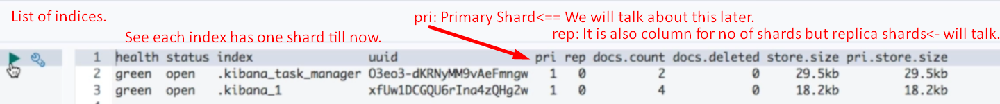 List of indices.
pri: Primary Shard<== We will talk about this later.
See each index has one shard till now.
rep: It is also column for no of shards but replica shards<- will talk.
1 health status index uuid pri rep docs.count docs.deleted store.size pri.store.size
2 green open .kibana_task_manager O3eo3-dKRNyMM9vAeFmngw 1 0 2 0 29.5kb 29.5kb
3 green open .kibana_1 xfUw1DCGQU6rIna4zQHg2w 1 0 4 0 18.2kb 18.2kb